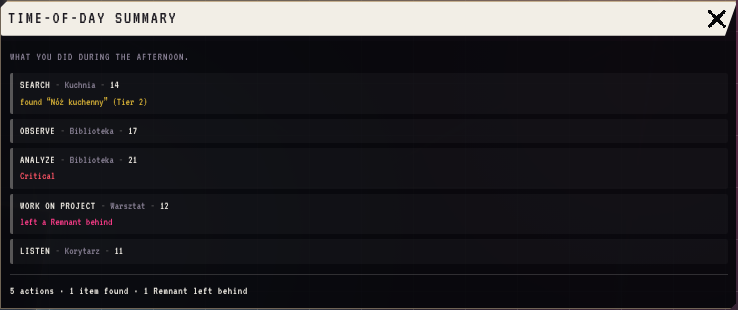 TIME-OF-DAY SUMMARY
WHAT YOU DID DURING THE AFTERNOON.
SEARCH - Kuchnia - 14
found “Nóż kuchenny” (Tier 2)
OBSERVE - Biblioteka - 17
ANALYZE - Biblioteka - 21
Critical
WORK ON PROJECT - Warsztat - 12
left a Remnant behind
LISTEN - Korytarz - 11
5 actions · 1 item found · 1 Remnant left behind